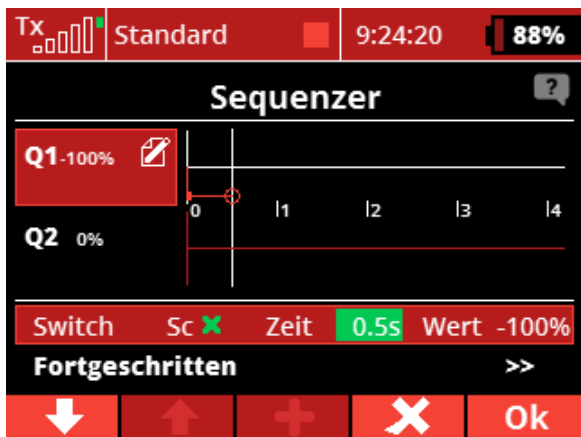 Tx Standard 9:24:20 88%
Sequenzer ?
Q1 -100%
0 1 2 3 4
Q2 0%
Switch Sc Zeit 0.5s Wert -100%
Fortgeschritten >>
Ok